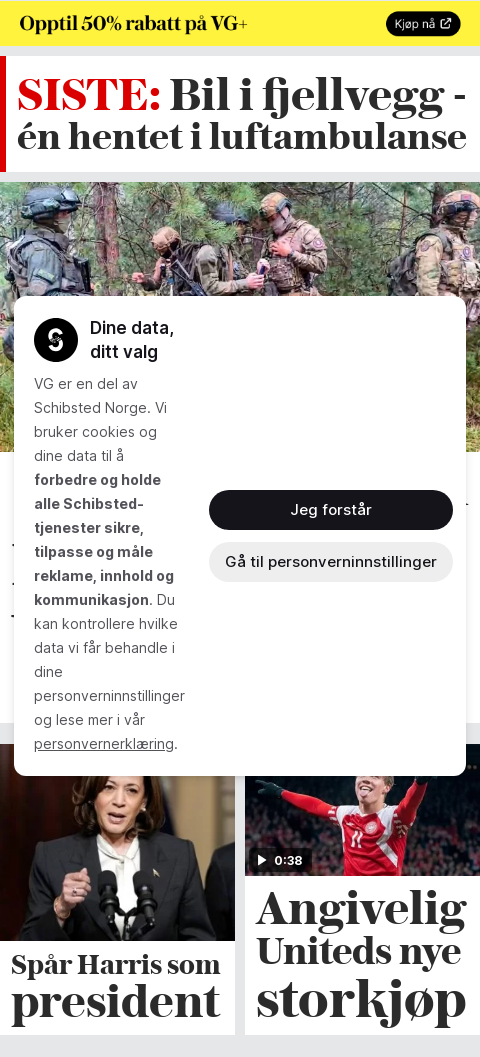 Opptil 50% rabatt på VG+
Kjøp nå
SISTE: Bil i fjellvegg -
én hentet i luftambulanse
Dine data,
ditt valg
VG er en del av
Schibsted Norge. Vi
bruker cookies og
dine data til å
forbedre og holde
alle Schibsted-
tjenester sikre,
tilpasse og måle
reklame, innhold og
kommunikasjon. Du
kan kontrollere hvilke
data vi får behandle i
dine
personverninnstillinger
og lese mer i vår
personvernerklæring.
Jeg forstår
Gå til personverninnstillinger
Spår Harris som
president
0:38
Angivelig
Uniteds nye
storkjøp